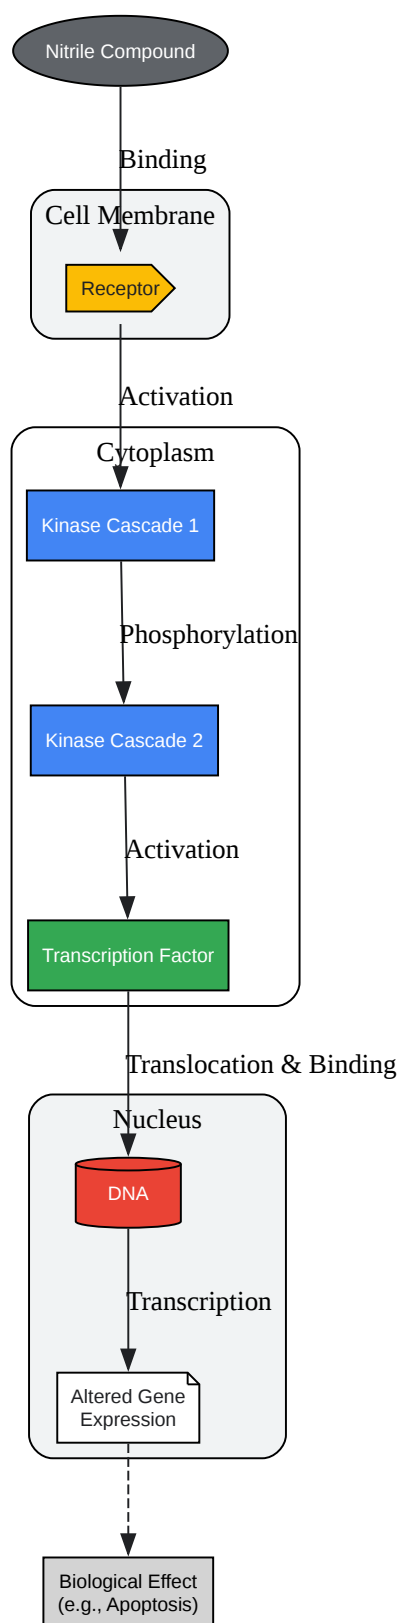 Nitrile Compound
Binding
Cell Membrane
Receptor
Activation
Cytoplasm
Kinase Cascade 1
Phosphorylation
Kinase Cascade 2
Activation
Transcription Factor
Translocation & Binding
Nucleus
DNA
Transcription
Altered Gene
Expression
Biological Effect
(e.g., Apoptosis)